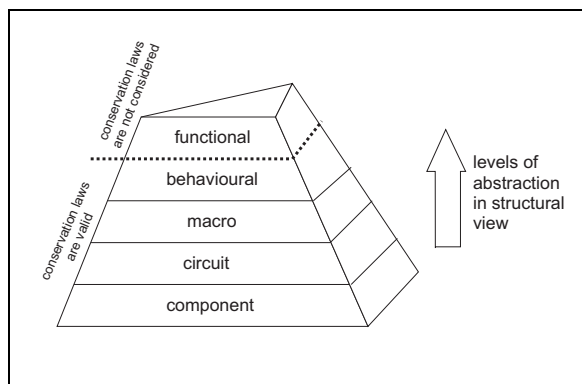 conservation laws
are not considered
functional
behavioural
macro
circuit
component
conservation laws
are valid
levels of
abstraction
in structural
view